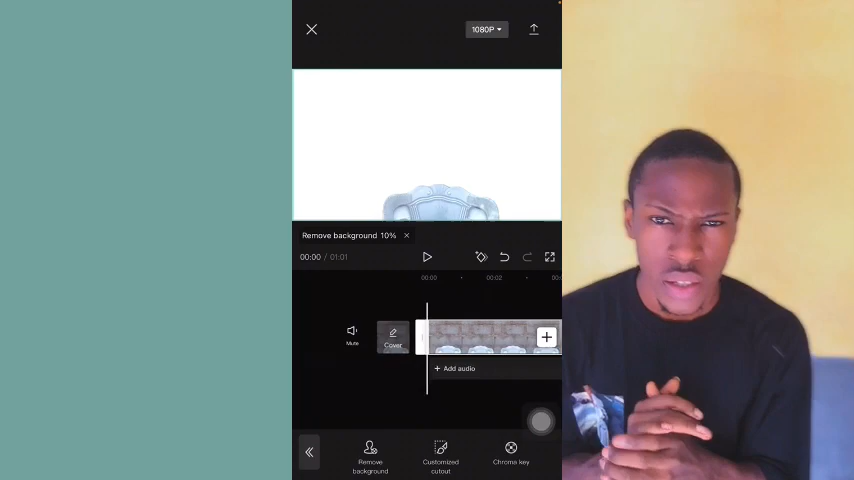 1080P
Remove background 10%
00:00 / 01:01
00:00
00:02
00:
Mute
Cover
+ Add audio
Remove background
Customized cutout
Chroma key